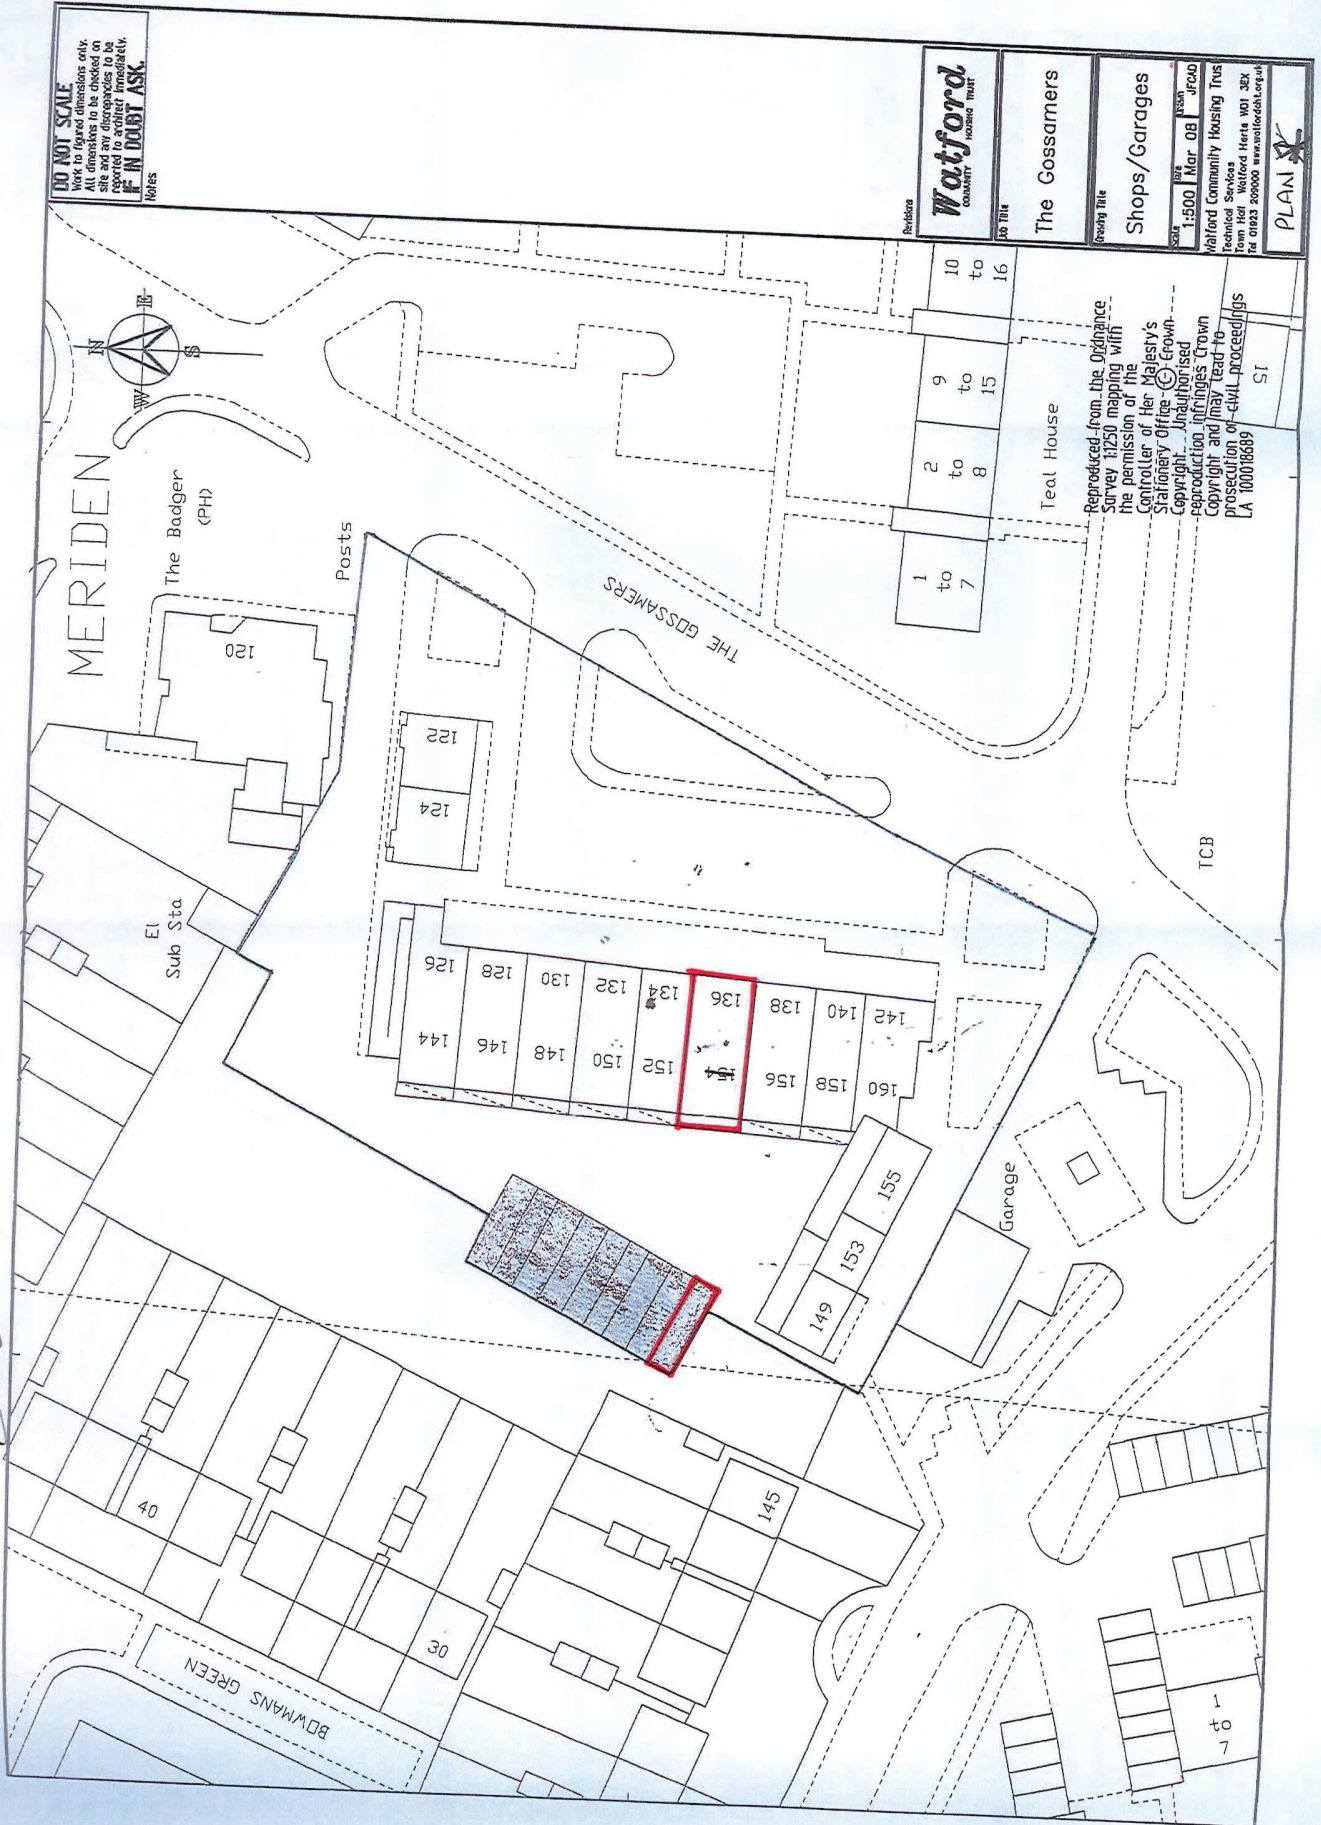 DO NOT SCALE
Work to figured dimensions only.
All dimensions to be checked on
site and any discrepancies to be
reported to architect immediately.
IF IN DOUBT ASK.
Notes
N
E
S
W
MERIDEN
The Badger
(PH)
120
Posts
El
Sub Sta
122
124
THE GOSSAMERS
126
128
130
132
134
136
138
140
142
144
146
148
150
152
154
156
158
160
149
153
155
Garage
TCB
40
30
145
BOWMANS GREEN
1
to
7
1
to
7
2
to
8
9
to
15
10
to
16
Teal House
15
Reproduced from the Ordnance
Survey 1:1250 mapping with
the permission of the
Controller of Her Majesty's
Stationery Office (C) Crown
Copyright. Unauthorised
reproduction infringes Crown
Copyright and may lead to
prosecution or civil proceedings
LA 100018689
Revisions
Watford
COMMUNITY HOUSING TRUST
Job Title
The Gossamers
Drawing Title
Shops/Garages
Scale
1:500
Date
Mar 08
Drawn
JFCAD
Watford Community Housing Trus
Technical Services
Town Hall Watford Herts WD1 3EX
Tel 01923 209000 www.watfordcht.org.uk
PLAN